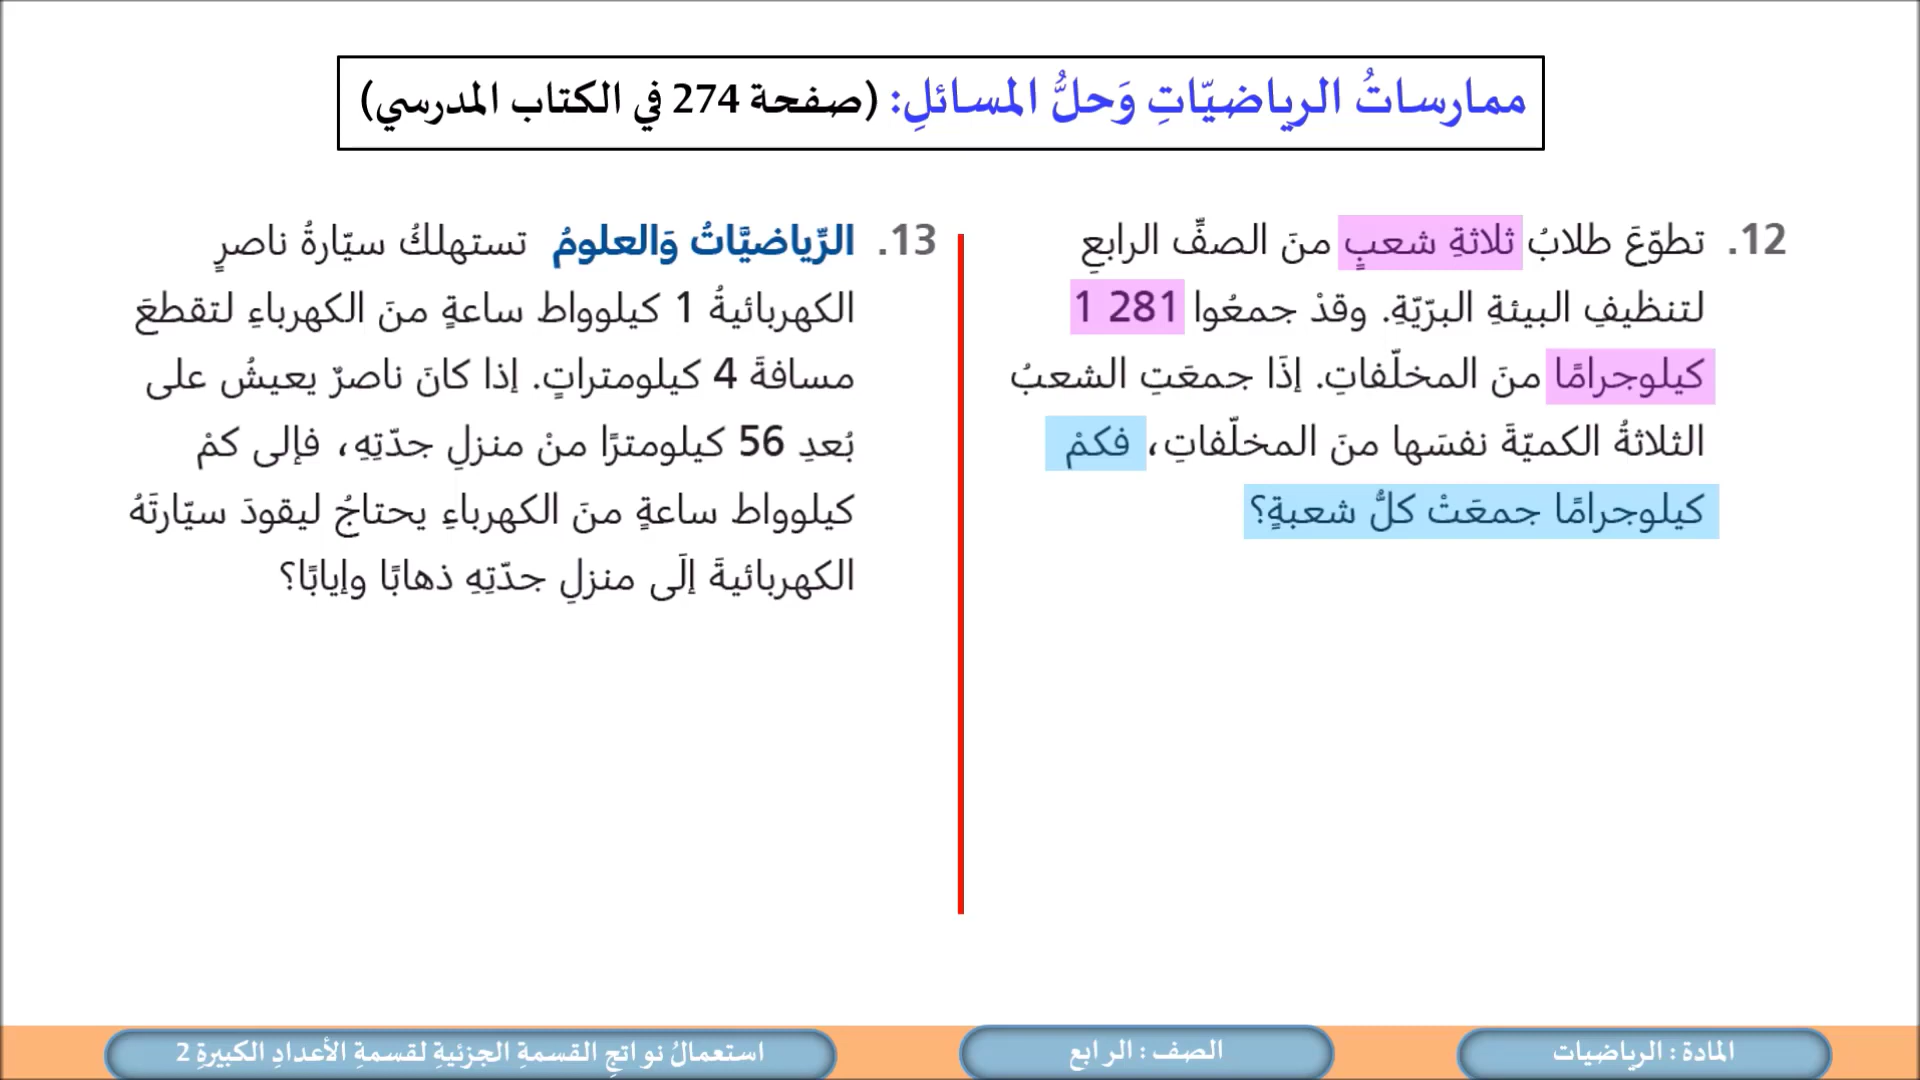 ممارساتُ الرياضيّاتِ وَحلُّ المسائلِ: (صفحة 274 في الكتاب المدرسي)
12. تطوّعَ طلابُ ثلاثةِ شعبٍ منَ الصفِّ الرابعِ
لتنظيفِ البيئةِ البرّيّةِ. وقدْ جمعُوا 281 1
كيلوجرامًا منَ المخلّفاتِ. إذَا جمعَتِ الشعبُ
الثلاثةُ الكميّةَ نفسَها منَ المخلّفاتِ، فكمْ
كيلوجرامًا جمعَتْ كلُّ شعبةٍ؟
13. الرِّياضيَّاتُ وَالعلومُ تستهلكُ سيّارةُ ناصرٍ
الكهربائيةُ 1 كيلوواط ساعةٍ منَ الكهرباءِ لتقطعَ
مسافةَ 4 كيلومتراتٍ. إذا كانَ ناصرٌ يعيشُ على
بُعدِ 56 كيلومترًا منْ منزلِ جدّتِهِ، فإلى كمْ
كيلوواط ساعةٍ منَ الكهرباءِ يحتاجُ ليقودَ سيّارتَهُ
الكهربائيةَ إلَى منزلِ جدّتِهِ ذهابًا وإيابًا؟
المادة : الرياضيات
الصف : الرابع
استعمالُ نواتجِ القسمةِ الجزئيةِ لقسمةِ الأعدادِ الكبيرةِ 2